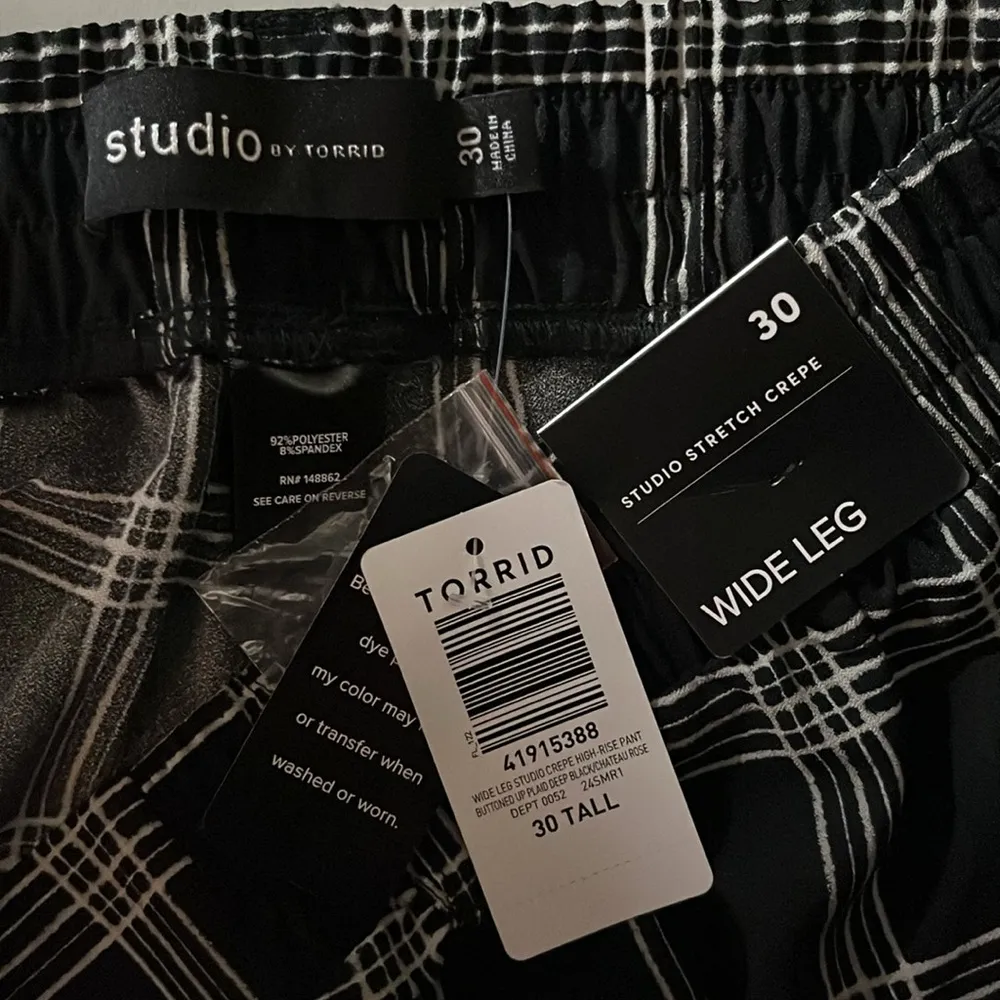 studio BY TORRID
30
MADE IN
CHINA
30
STUDIO STRETCH CREPE
WIDE LEG
92%POLYESTER
8%SPANDEX
RN# 148862
SEE CARE ON REVERSE
dye
my color may
or transfer when
washed or worn.
TORRID
41915388
WIDE LEG STUDIO CREPE HIGH-RISE PANT
BUTTONED UP PLAID DEEP BLACK/CHATEAU ROSE
DEPT 0052 24SMR1
30 TALL